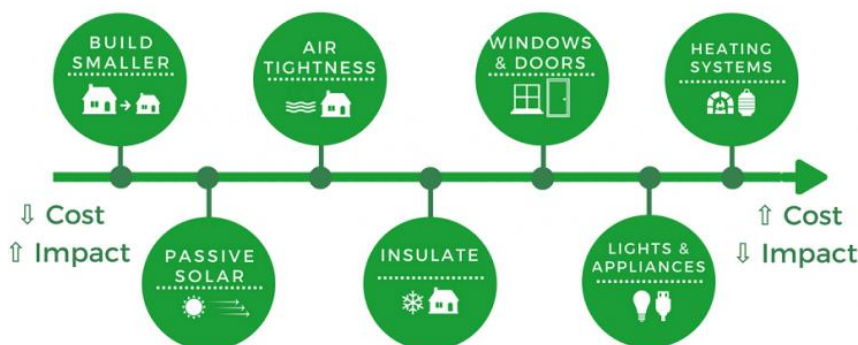 BUILD
SMALLER
AIR
TIGHTNESS
WINDOWS
& DOORS
HEATING
SYSTEMS
⇩ Cost
⇧ Impact
⇧ Cost
⇩ Impact
PASSIVE
SOLAR
INSULATE
LIGHTS &
APPLIANCES